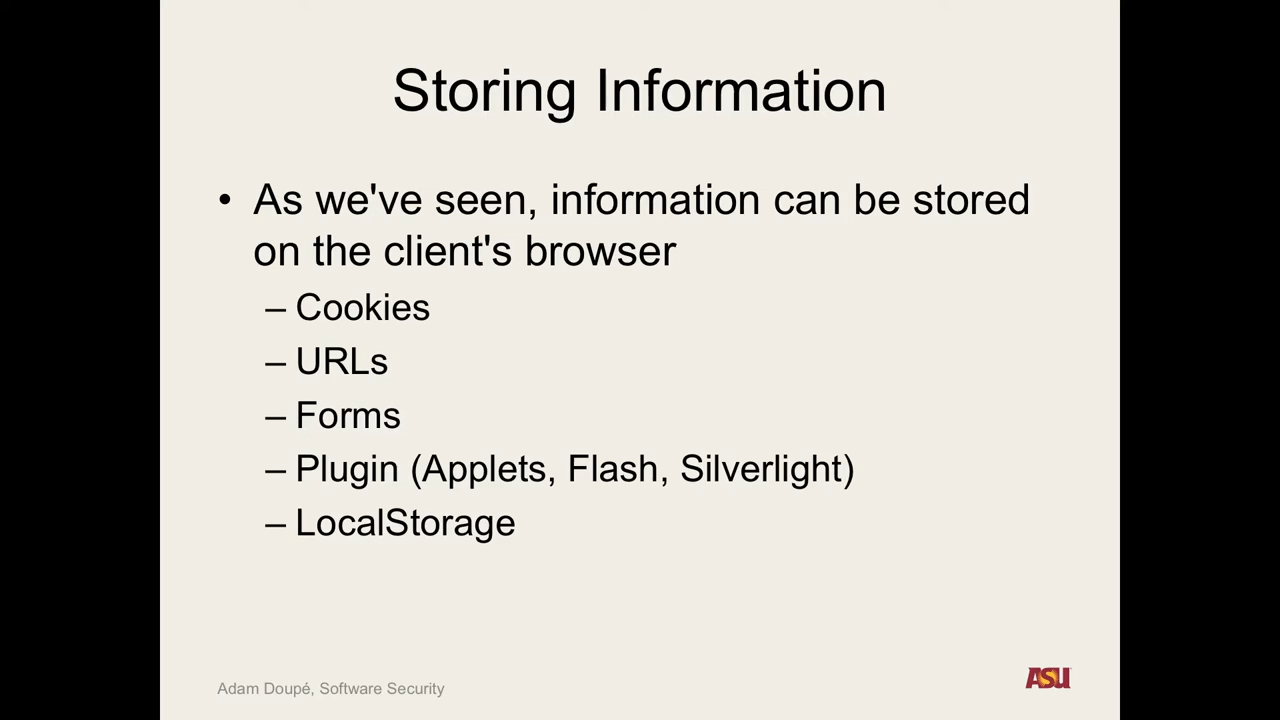 Storing Information
• As we've seen, information can be stored
on the client's browser
– Cookies
– URLs
– Forms
– Plugin (Applets, Flash, Silverlight)
– LocalStorage
Adam Doupé, Software Security
ASU